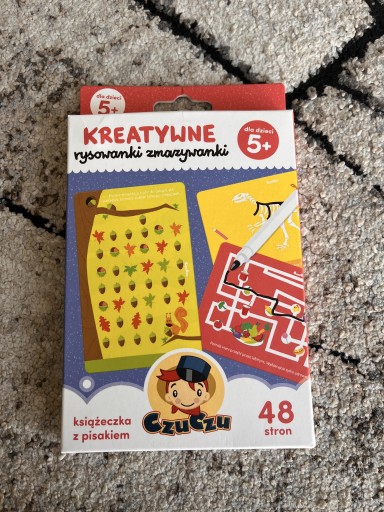 dla dzieci
5+
KREATYWNE
rysowanki zmazywanki
dla dzieci
5+
książeczka
z pisakiem
CzuCzu
48
stron